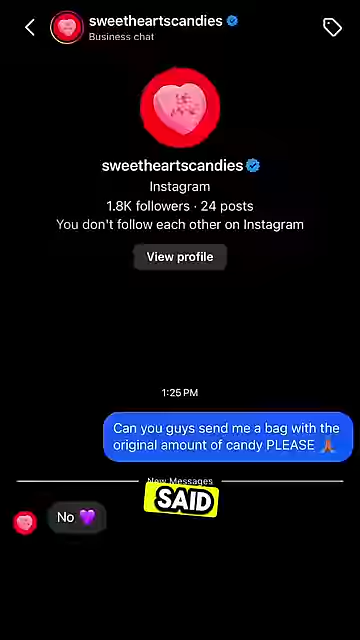 sweetheartscandies
Business chat
sweetheartscandies
Instagram
1.8K followers · 24 posts
You don't follow each other on Instagram
View profile
1:25 PM
Can you guys send me a bag with the
original amount of candy PLEASE 🙏🏾
New Messages
SAID
No 💜